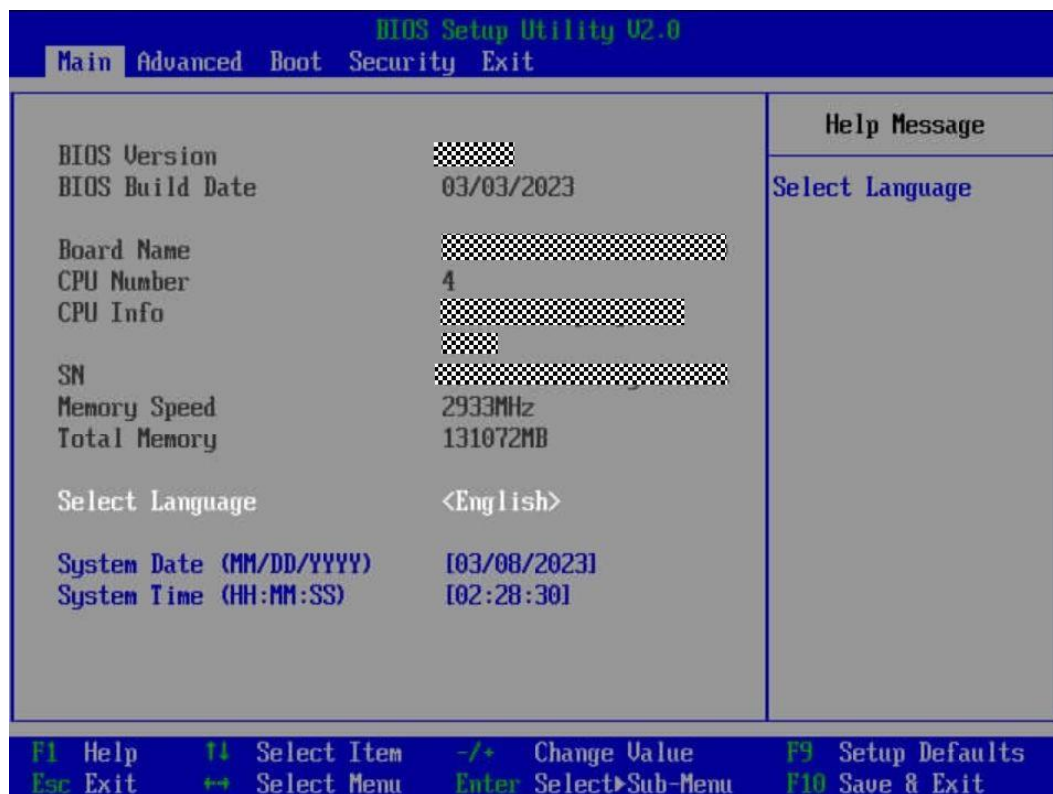 BIOS Setup Utility V2.0
Main Advanced Boot Security Exit
BIOS Version
BIOS Build Date 03/03/2023
Board Name
CPU Number 4
CPU Info
SN
Memory Speed 2933MHz
Total Memory 131072MB
Select Language <English>
System Date (MM/DD/YYYY) [03/08/2023]
System Time (HH:MM:SS) [02:28:30]
Help Message
Select Language
F1 Help ↑↓ Select Item -/+ Change Value F9 Setup Defaults
Esc Exit ←→ Select Menu Enter Select▶Sub-Menu F10 Save & Exit